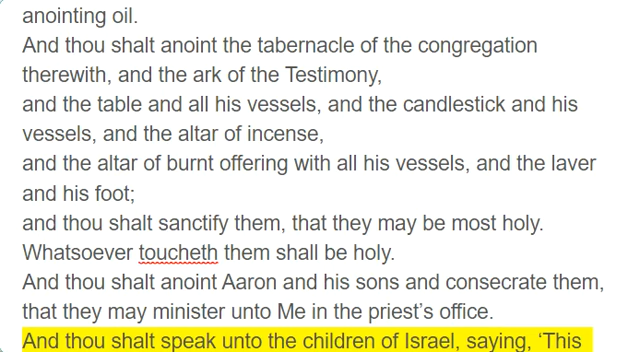 anointing oil.
And thou shalt anoint the tabernacle of the congregation
therewith, and the ark of the Testimony,
and the table and all his vessels, and the candlestick and his
vessels, and the altar of incense,
and the altar of burnt offering with all his vessels, and the laver
and his foot;
and thou shalt sanctify them, that they may be most holy.
Whatsoever toucheth them shall be holy.
And thou shalt anoint Aaron and his sons and consecrate them,
that they may minister unto Me in the priest’s office.
And thou shalt speak unto the children of Israel, saying, ‘This